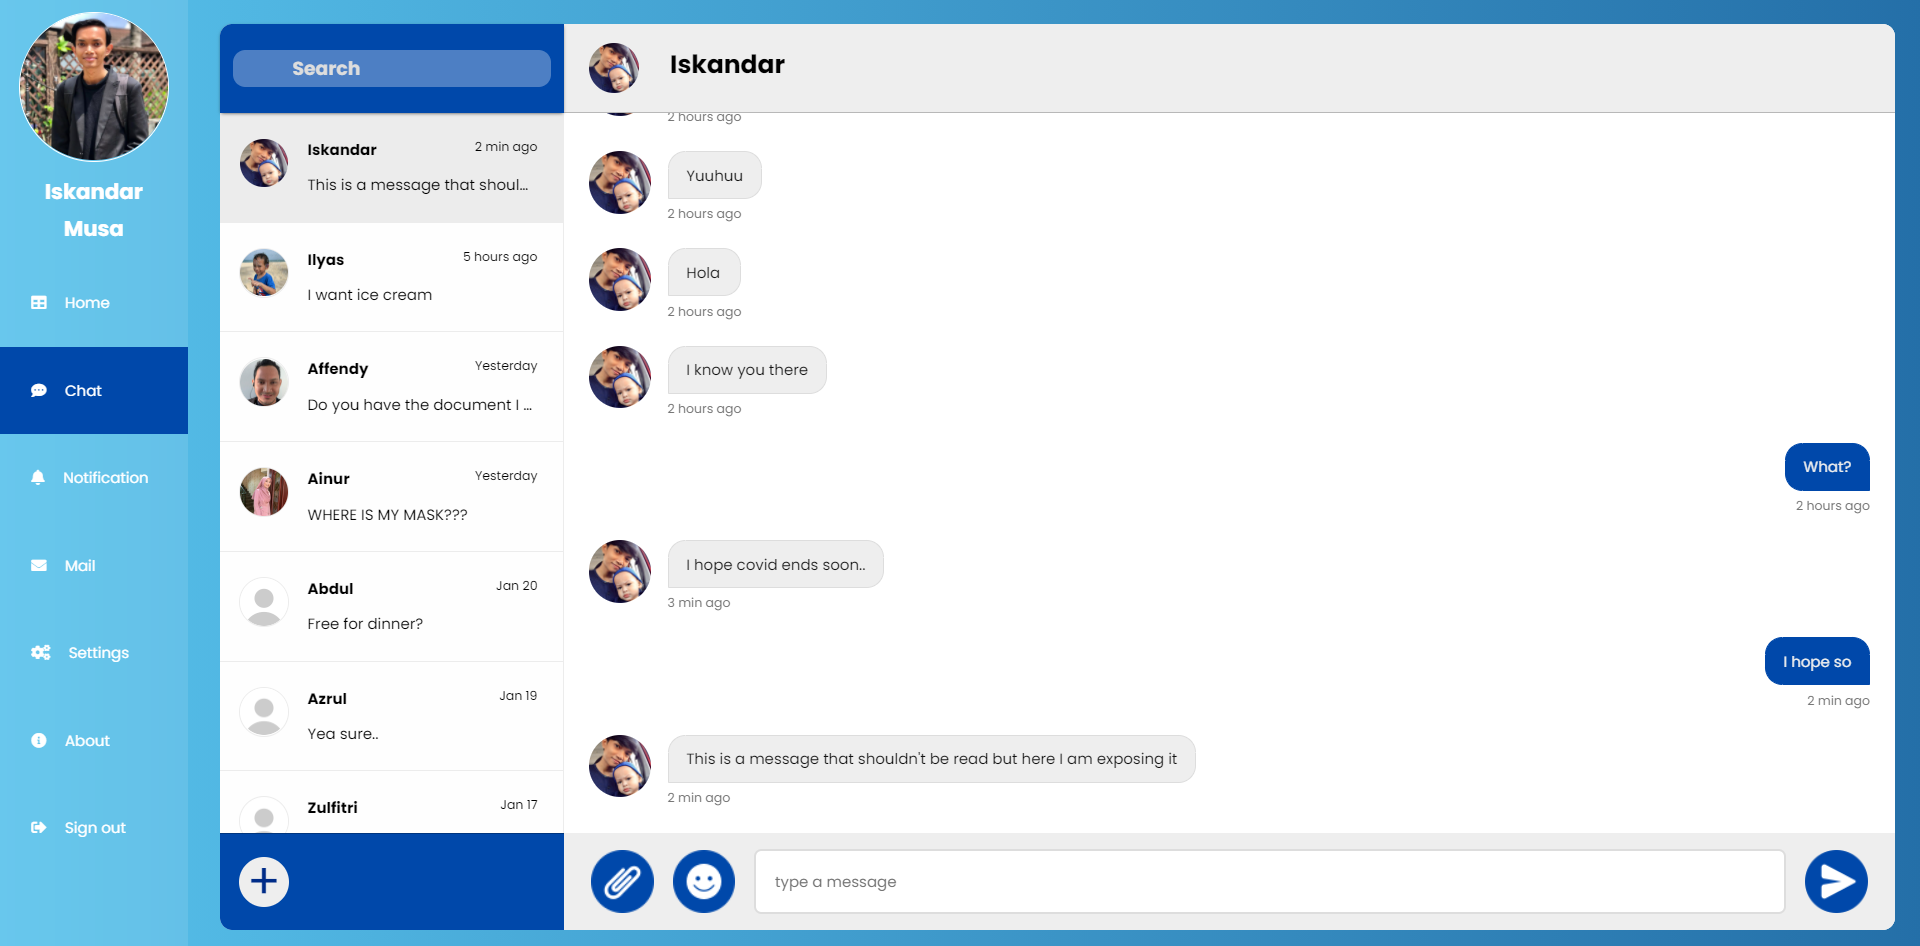 Iskandar
Musa
Home
Chat
Notification
Mail
Settings
About
Sign out
Search
Iskandar
2 min ago
This is a message that shoul...
Ilyas
5 hours ago
I want ice cream
Affendy
Yesterday
Do you have the document I ...
Ainur
Yesterday
WHERE IS MY MASK???
Abdul
Jan 20
Free for dinner?
Azrul
Jan 19
Yea sure..
Zulfitri
Jan 17
Iskandar
2 hours ago
Yuuhuu
2 hours ago
Hola
2 hours ago
I know you there
2 hours ago
What?
2 hours ago
I hope covid ends soon..
3 min ago
I hope so
2 min ago
This is a message that shouldn't be read but here I am exposing it
2 min ago
type a message